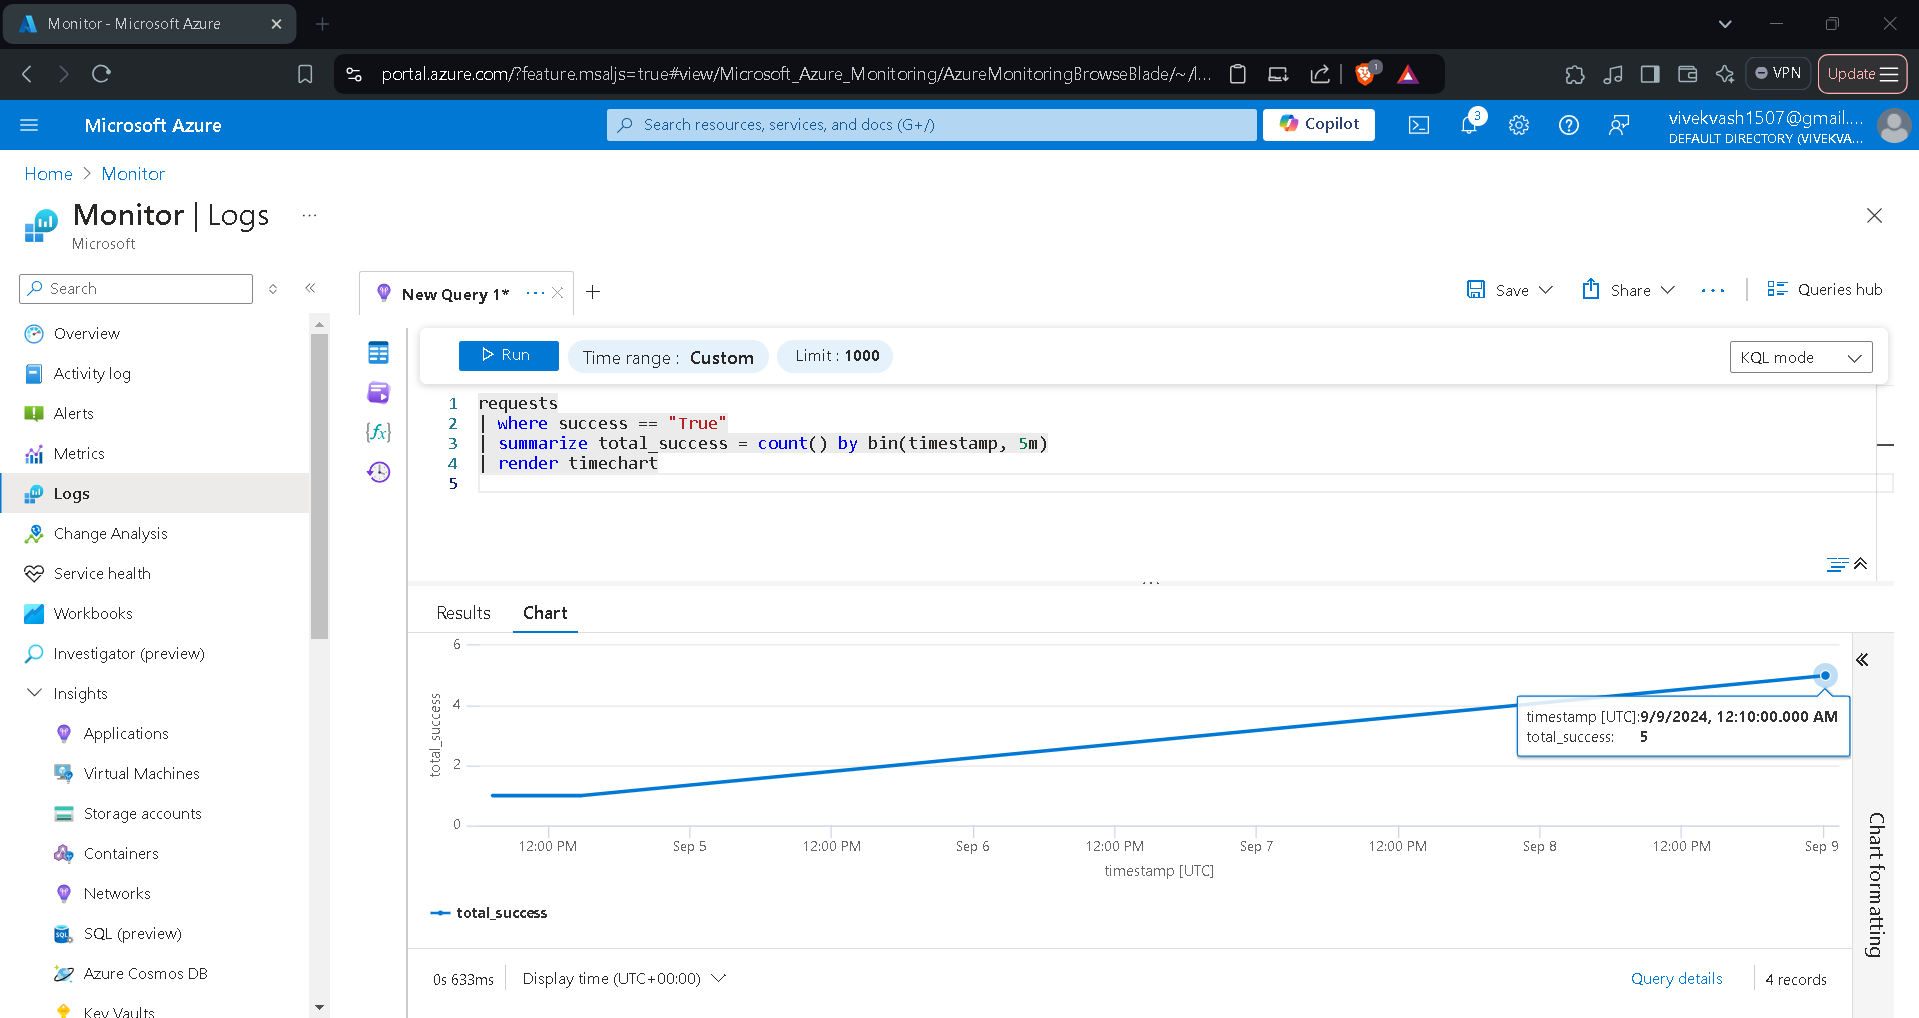 Monitor - Microsoft Azure
portal.azure.com/?feature.msaljs=true#view/Microsoft_Azure_Monitoring/AzureMonitoringBrowseBlade/~/l...
1
VPN
Update
Microsoft Azure
Search resources, services, and docs (G+/)
Copilot
3
vivekvash1507@gmail....
DEFAULT DIRECTORY (VIVEKVA...
Home > Monitor
Monitor | Logs
...
Microsoft
Search
Overview
Activity log
Alerts
Metrics
Logs
Change Analysis
Service health
Workbooks
Investigator (preview)
Insights
Applications
Virtual Machines
Storage accounts
Containers
Networks
SQL (preview)
Azure Cosmos DB
Key Vaults
New Query 1*
Save
Share
Queries hub
Run
Time range : Custom
Limit : 1000
KQL mode
1 requests
2 | where success == "True"
3 | summarize total_success = count() by bin(timestamp, 5m)
4 | render timechart
5
Results
Chart
6
4
2
0
total_success
timestamp [UTC]:9/9/2024, 12:10:00.000 AM
total_success: 5
12:00 PM
Sep 5
12:00 PM
Sep 6
12:00 PM
Sep 7
12:00 PM
Sep 8
12:00 PM
Sep 9
timestamp [UTC]
total_success
Chart formatting
0s 633ms
Display time (UTC+00:00)
Query details
4 records